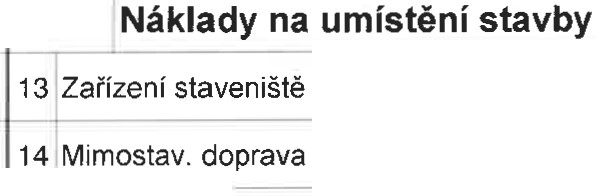 Náklady na umístění stavby
13 Zařízení staveniště
14 Mimostav. doprava